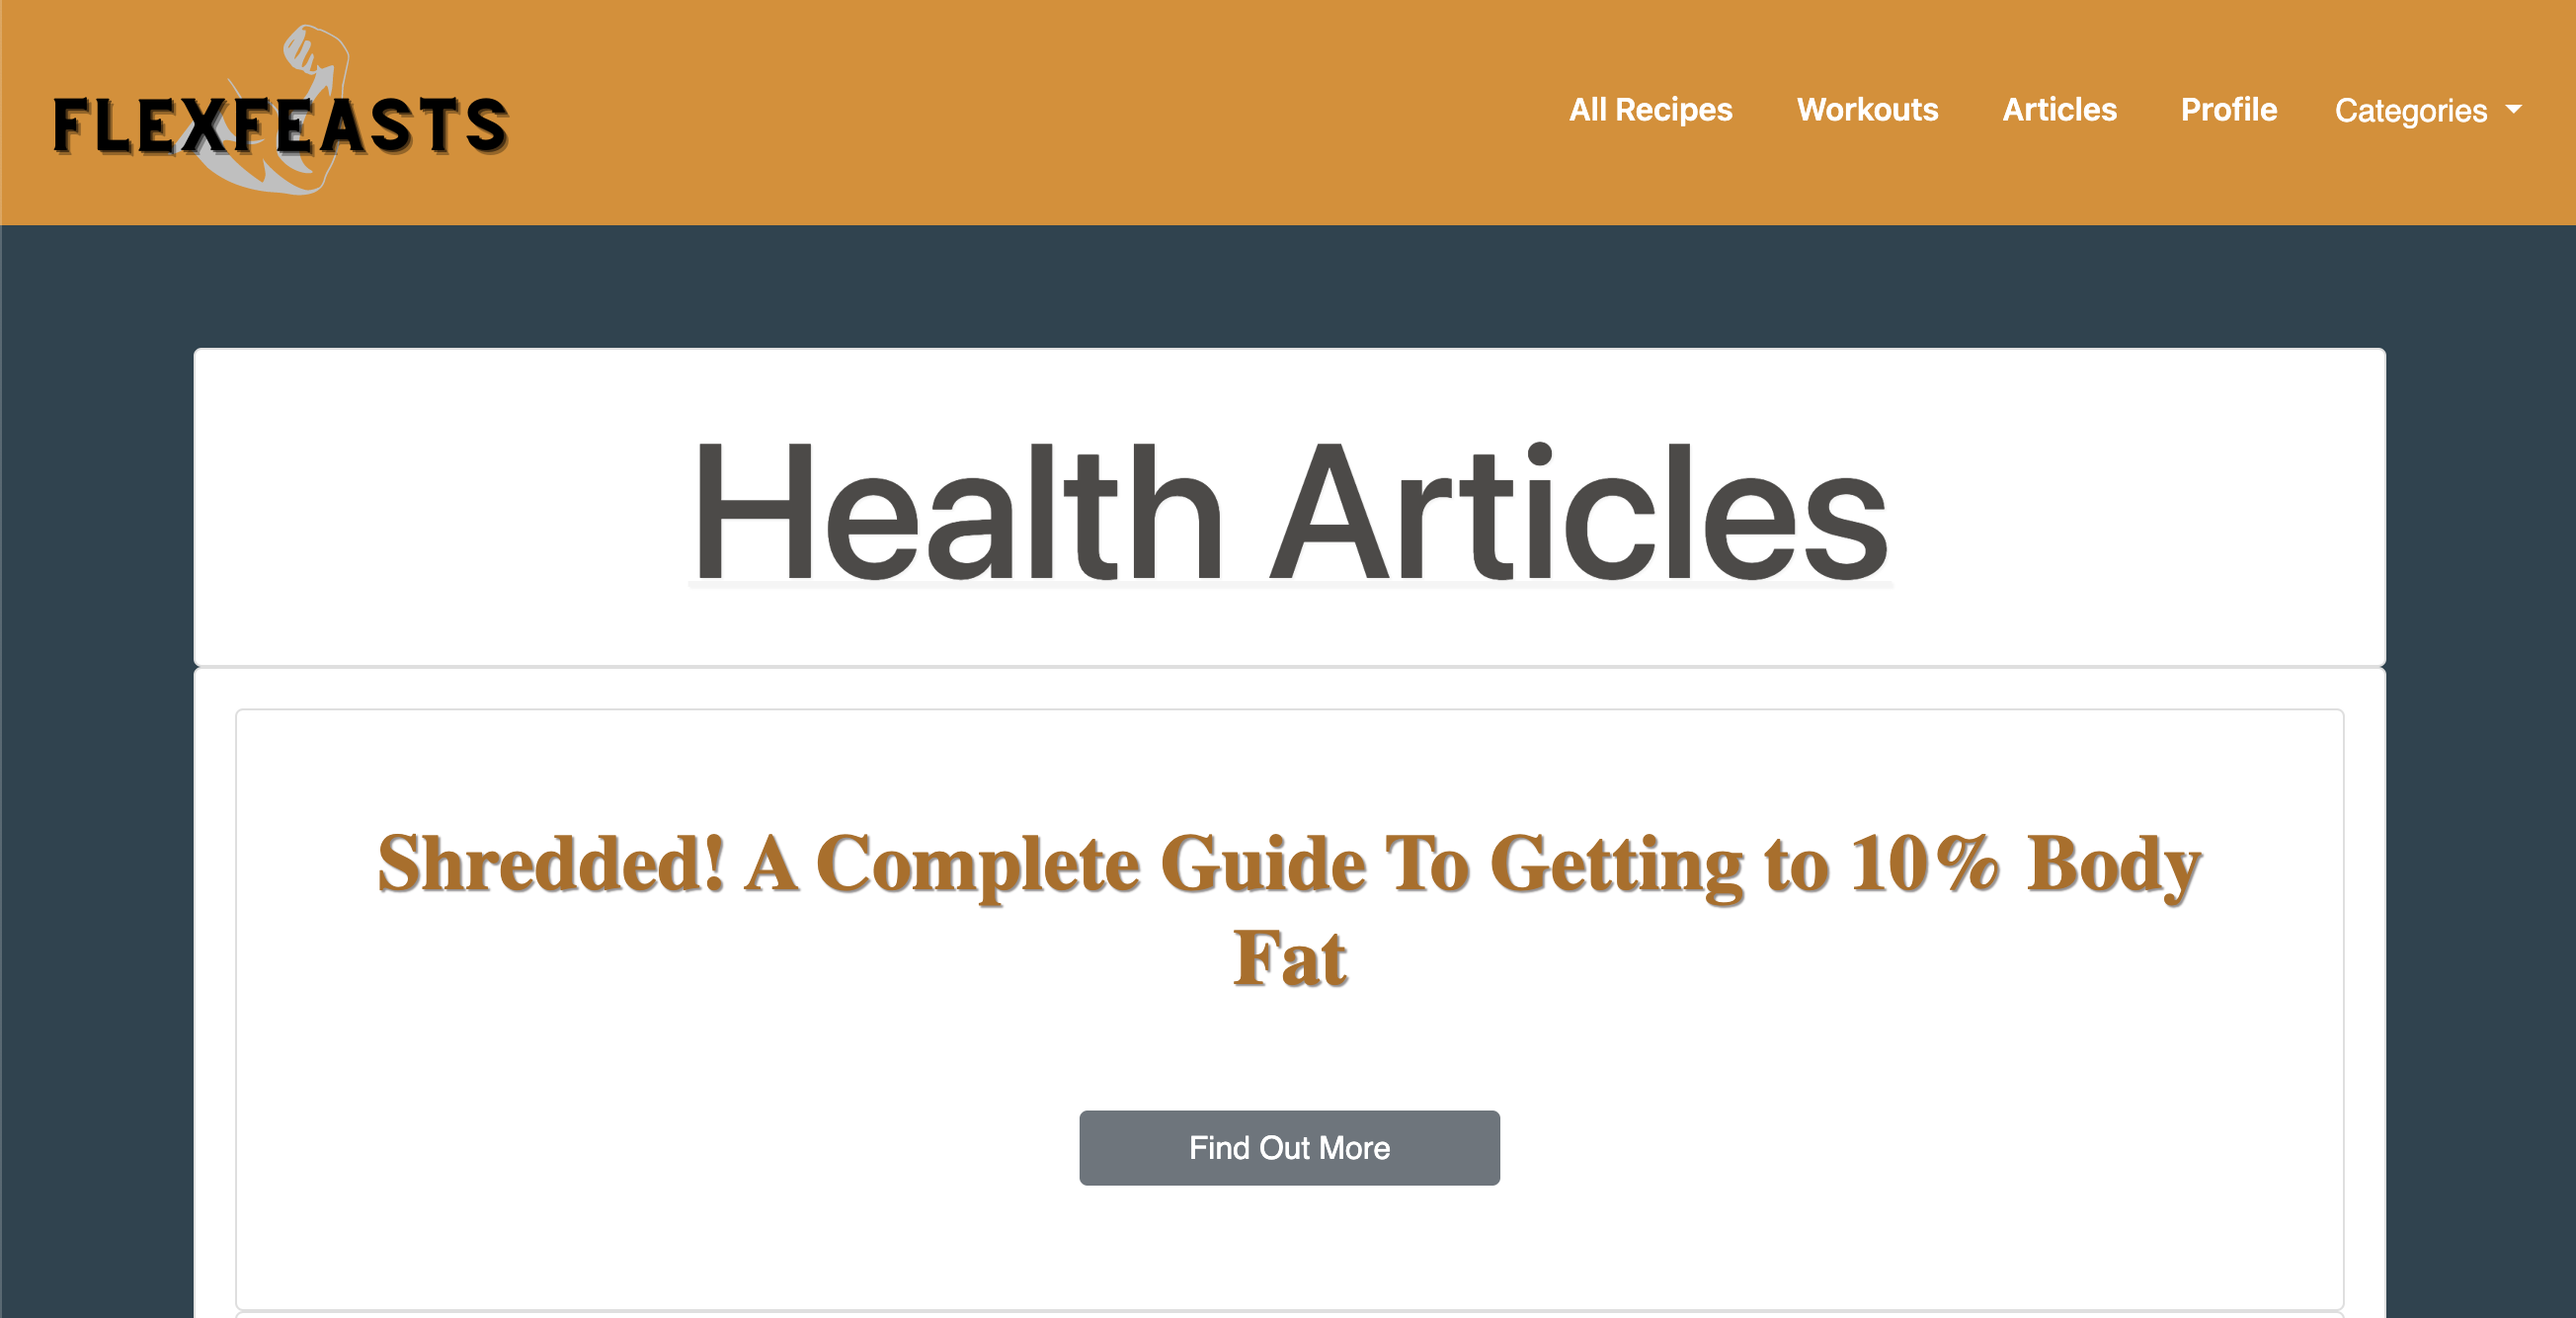 FLEXFEASTS
All Recipes Workouts Articles Profile Categories
Health Articles
Shredded! A Complete Guide To Getting to 10% Body
Fat
Find Out More